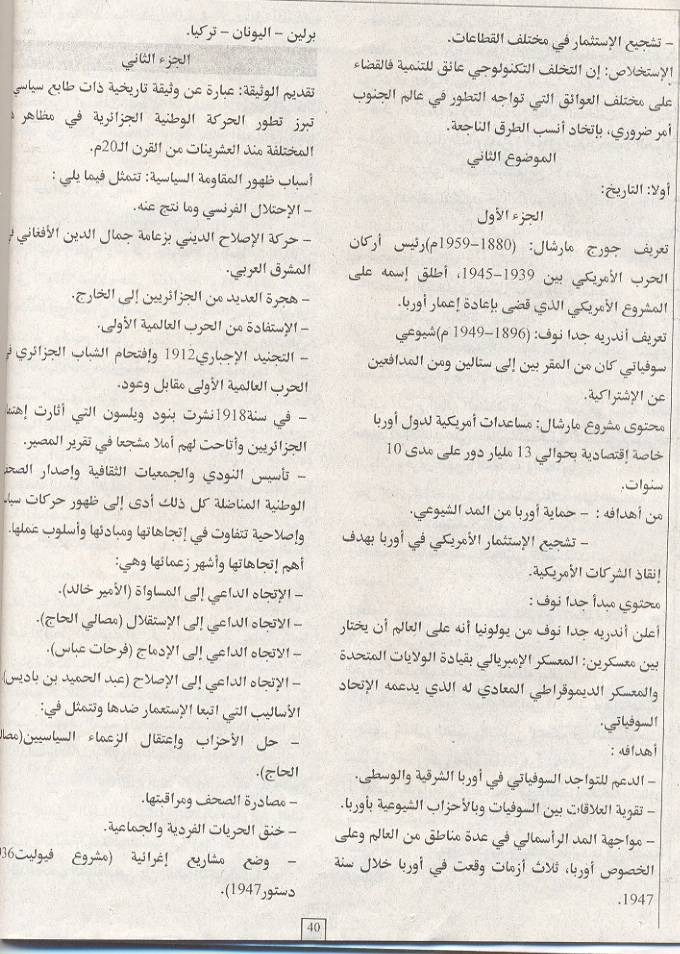 – تشجيع الإستثمار في مختلف القطاعات.
الإستخلاص: إن التخلف التكنولوجي عائق للتنمية فالقضاء
على مختلف العوائق التي تواجه التطور في عالم الجنوب
أمر ضروري، بإتخاد أنسب الطرق الناجعة.
الموضوع الثاني
أولا: التاريخ:
الجزء الأول
تعريف جورج مارشال: (1880–1959م)رئيس أركان
الحرب الأمريكي بين 1939–1945، أطلق إسمه على
المشروع الأمريكي الذي قضى بإعادة إعمار أوربا.
تعريف أندريه جدا نوف: (1896–1949 م)شيوعي
سوفياتي كان من المقر بين إلى ستالين ومن المدافعين
عن الإشتراكية.
محتوى مشروع مارشال: مساعدات أمريكية لدول أوربا
خاصة إقتصادية بحوالي 13 مليار دور على مدى 10
سنوات.
من أهدافه : – حماية أوربا من المد الشيوعي.
– تشجيع الإستثمار الأمريكي في أوربا بهدف
إنقاذ الشركات الأمريكية.
محتوي مبدأ جدا نوف :
أعلن أندريه جدا نوف من يولونيا أنه على العالم أن يختار
بين معسكرين: المعسكر الإمبريالي بقيادة الولايات المتحدة
والمعسكر الديموقراطي المعادي له الذي يدعمه الإتحاد
السوفياتي.
أهدافه :
– الدعم للتواجد السوفياتي في أوربا الشرقية والوسطى.
– تقوية العلاقات بين السوفيات وبالأحزاب الشيوعية بأوربا.
– مواجهة المد الرأسمالي في عدة مناطق من العالم وعلى
الخصوص أوربا، ثلاث أزمات وقعت في أوربا خلال سنة
1947.
برلين – اليونان – تركيا.
الجزء الثاني
تقديم الوثيقة: عبارة عن وثيقة تاريخية ذات طابع سياسي
تبرز تطور الحركة الوطنية الجزائرية في مظاهر
المختلفة منذ العشرينات من القرن الـ20م.
أسباب ظهور المقاومة السياسية: تتمثل فيما يلي :
– الإحتلال الفرنسي وما نتج عنه.
– حركة الإصلاح الديني بزعامة جمال الدين الأفغاني في
المشرق العربي.
– هجرة العديد من الجزائريين إلى الخارج.
– الإستفادة من الحرب العالمية الأولى.
– التجنيد الإجباري1912 وإفتحام الشباب الجزائري في
الحرب العالمية الأولى مقابل وعود.
– في سنة1918نشرت بنود ويلسون التي أثارت
الجزائريين وأتاحت لهم أملا مشجعا في تقرير المصير.
– تأسيس النودي والجمعيات الثقافية وإصدار
الوطنية المناضلة كل ذلك أدى إلى ظهور حركات
وإصلاحية تتفاوت في إتجاهاتها ومبادئها وأسلوب عملها.
أهم إتجاهاتها وأشهر زعمائها وهي:
– الإتجاه الداعي إلى المساواة (الأمير خالد).
– الاتجاه الداعي إلى الإستقلال (مصالي الحاج).
– الاتجاه الداعي إلى الإدماج (فرحات عباس).
– الإتجاه الداعي إلى الإصلاح (عبد الحميد بن باديس)
الأساليب التي اتبعا الإستعمار ضدها وتتمثل في:
– حل الأحزاب وإعتقال الزعماء السياسيين
الحاج).
– مصادرة الصحف ومراقبتها.
– خنق الحريات الفردية والجماعية.
– وضع مشاريع إغرائية (مشروع فيوليت
دستور1947).
40